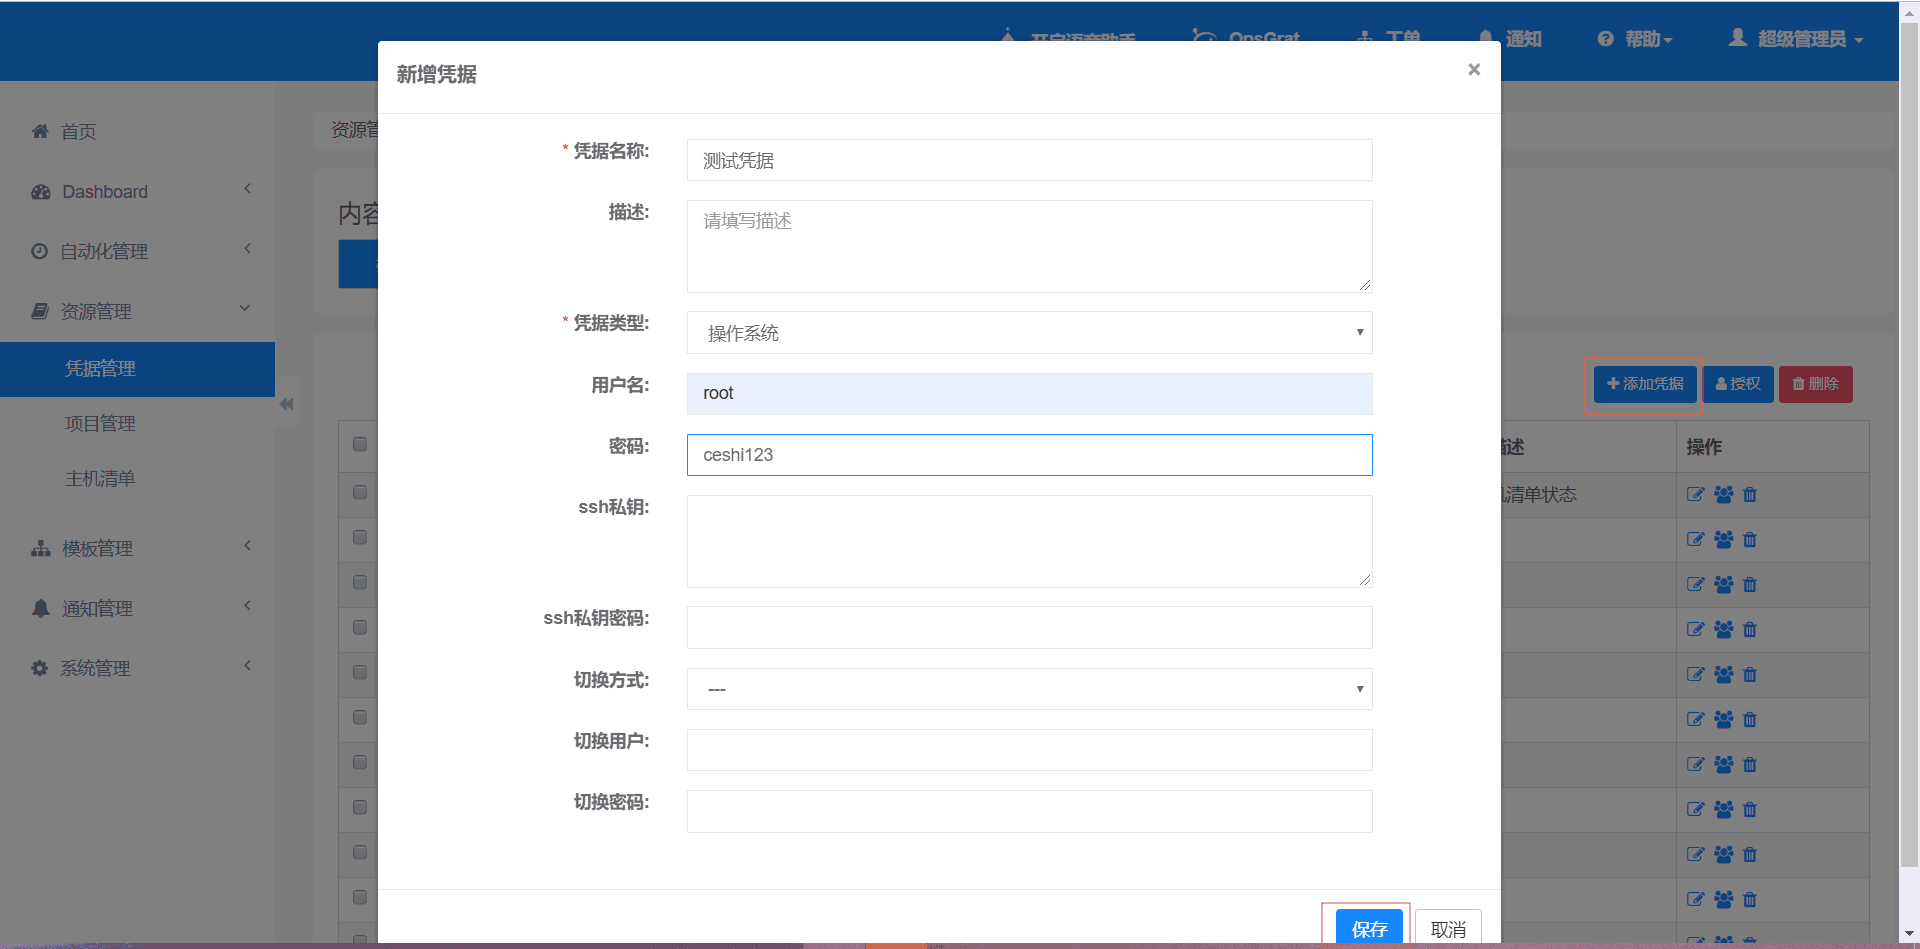 开启语音助手
OpsGrat
工单
通知
帮助
超级管理员
新增凭据
×
首页
Dashboard
自动化管理
资源管理
凭据管理
项目管理
主机清单
模板管理
通知管理
系统管理
资源管
内容
* 凭据名称:
测试凭据
描述:
请填写描述
* 凭据类型:
操作系统
用户名:
root
密码:
ceshi123
ssh私钥:
ssh私钥密码:
切换方式:
---
切换用户:
切换密码:
保存
取消
添加凭据
授权
删除
描述
操作
机清单状态